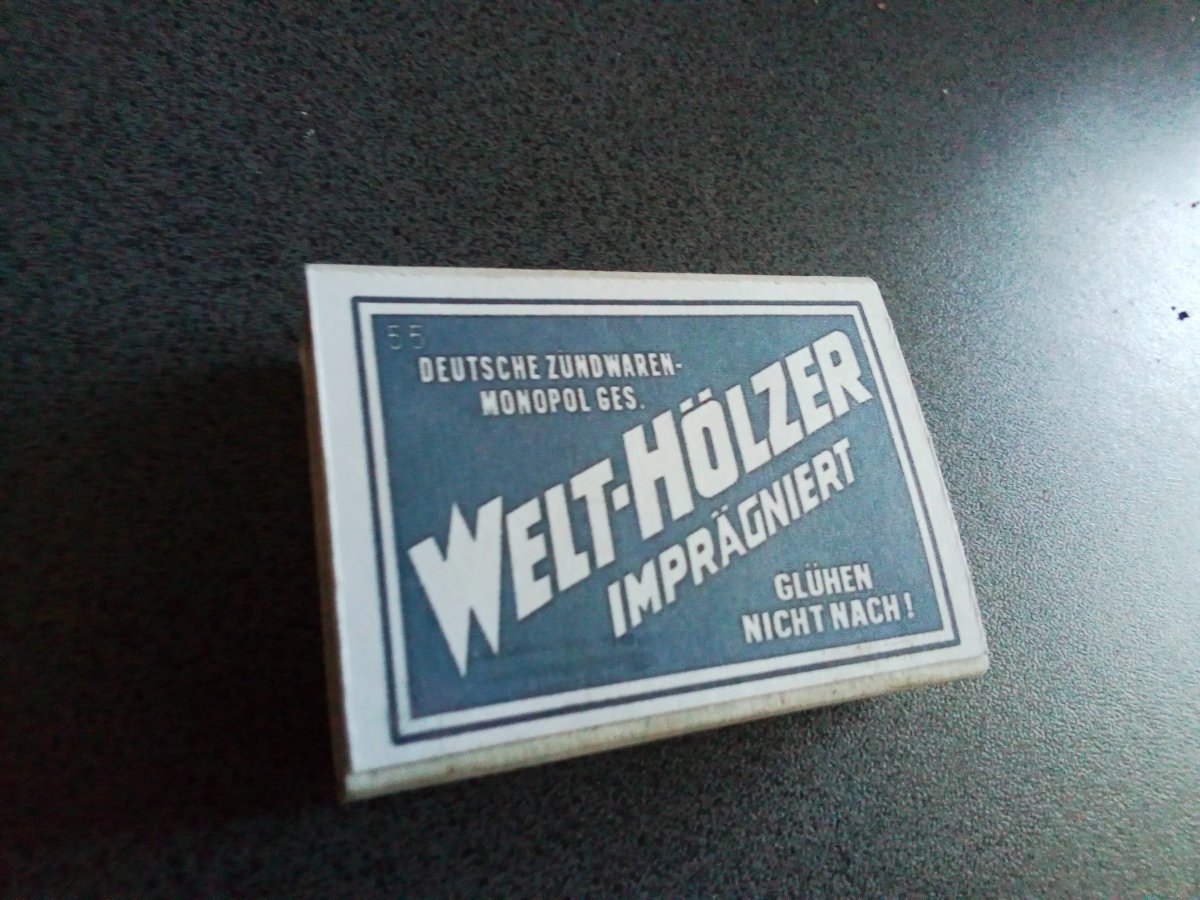 55
DEUTSCHE ZÜNDWAREN-
MONOPOL GES.
WELT-HÖLZER
IMPRÄGNIERT
GLÜHEN
NICHT NACH!